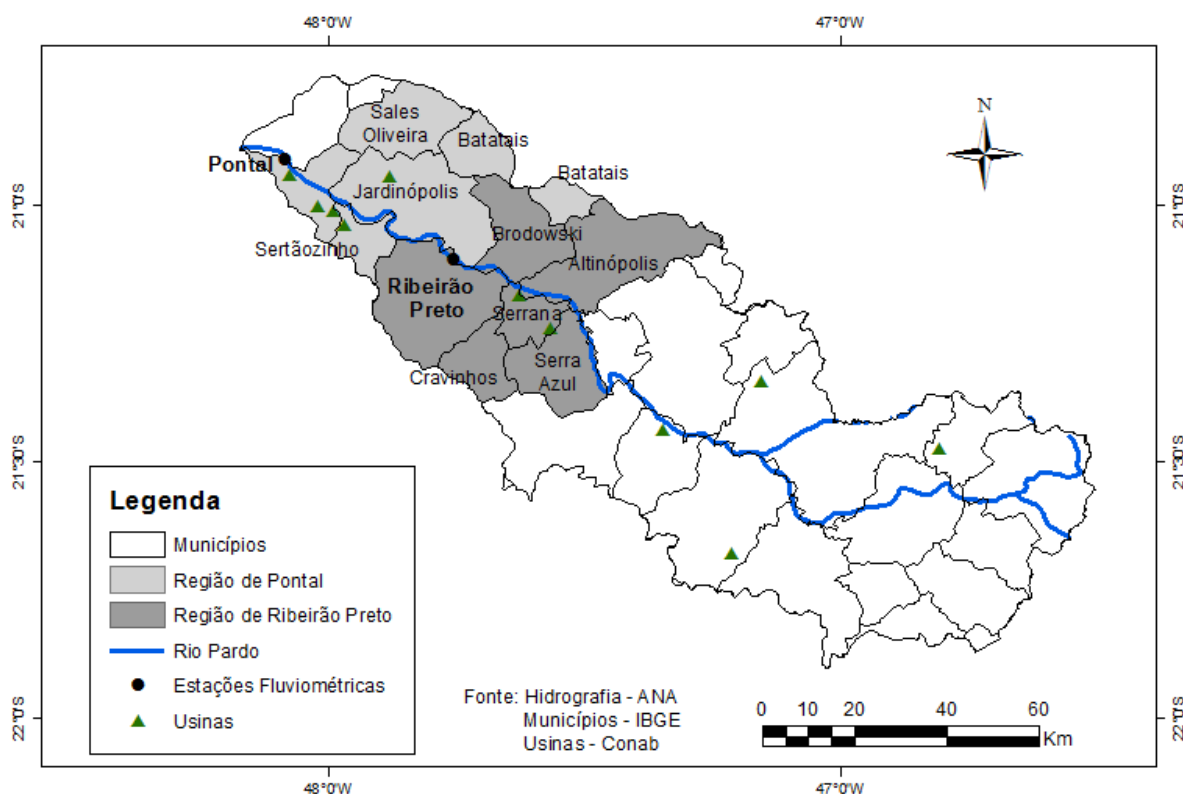 48°0'W
47°0'W
N
Sales
Oliveira
Batatais
Pontal
Batatais
21°0'S
21°0'S
Jardinópolis
Brodowski
Sertãozinho
Altinópolis
Ribeirão
Preto
Serrana
Serra
Azul
Cravinhos
21°30'S
21°30'S
Legenda
Municípios
Região de Pontal
Região de Ribeirão Preto
Rio Pardo
Estações Fluviométricas
Usinas
Fonte: Hidrografia - ANA
Municípios - IBGE
Usinas - Conab
0 10 20 40 60
Km
22°0'S
22°0'S
48°0'W
47°0'W